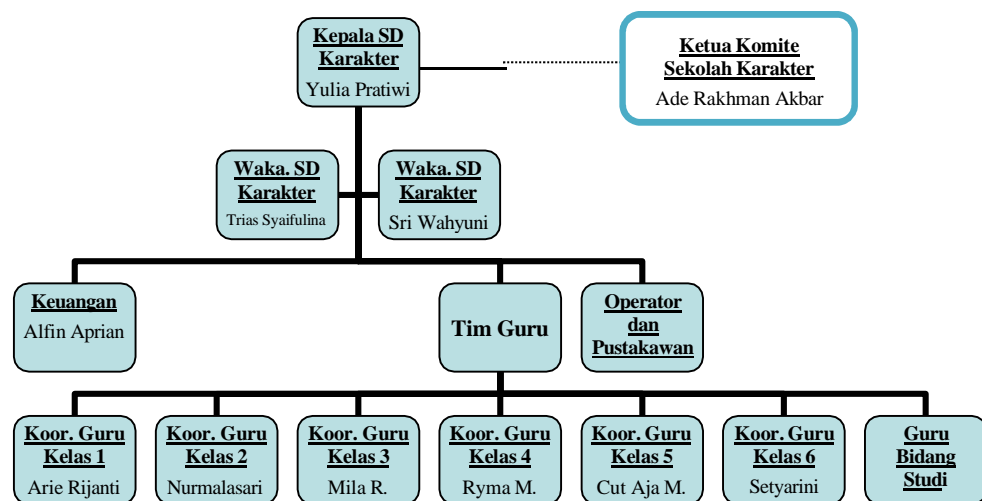 Kepala SD
Karakter
Yulia Pratiwi
Ketua Komite
Sekolah Karakter
Ade Rakhman Akbar
Waka. SD
Karakter
Trias Syaifulina
Waka. SD
Karakter
Sri Wahyuni
Keuangan
Alfin Aprian
Tim Guru
Operator
dan
Pustakawan
Koor. Guru
Kelas 1
Arie Rijanti
Koor. Guru
Kelas 2
Nurmalasari
Koor. Guru
Kelas 3
Mila R.
Koor. Guru
Kelas 4
Ryma M.
Koor. Guru
Kelas 5
Cut Aja M.
Koor. Guru
Kelas 6
Setyarini
Guru
Bidang
Studi